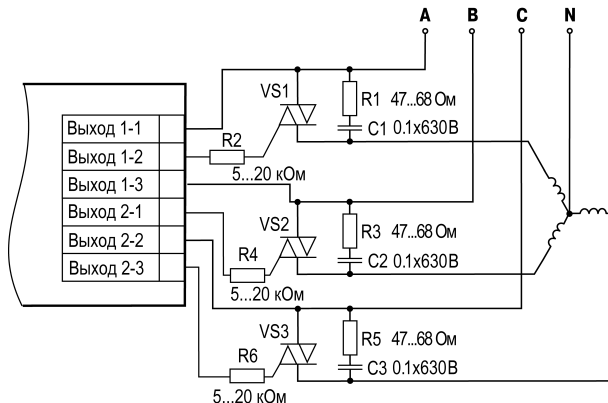 A B C N
VS1
R1 47...68 Ом
Выход 1-1
R2
C1 0.1x630В
Выход 1-2
5...20 кОм
Выход 1-3
Выход 2-1
VS2
R3 47...68 Ом
Выход 2-2
R4
C2 0.1x630В
Выход 2-3
5...20 кОм
VS3
R5 47...68 Ом
R6
C3 0.1x630В
5...20 кОм